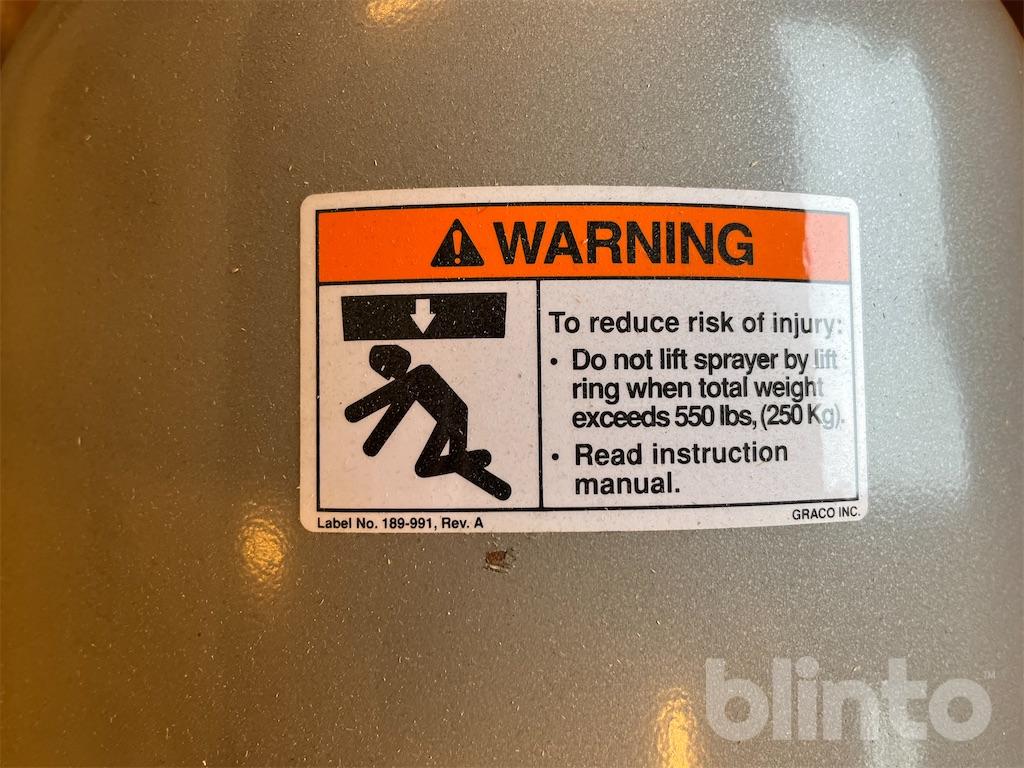 WARNING
To reduce risk of injury:
• Do not lift sprayer by lift
ring when total weight
exceeds 550 lbs, (250 Kg).
• Read instruction
manual.
Label No. 189-991, Rev. A
GRACO INC.
blinto™